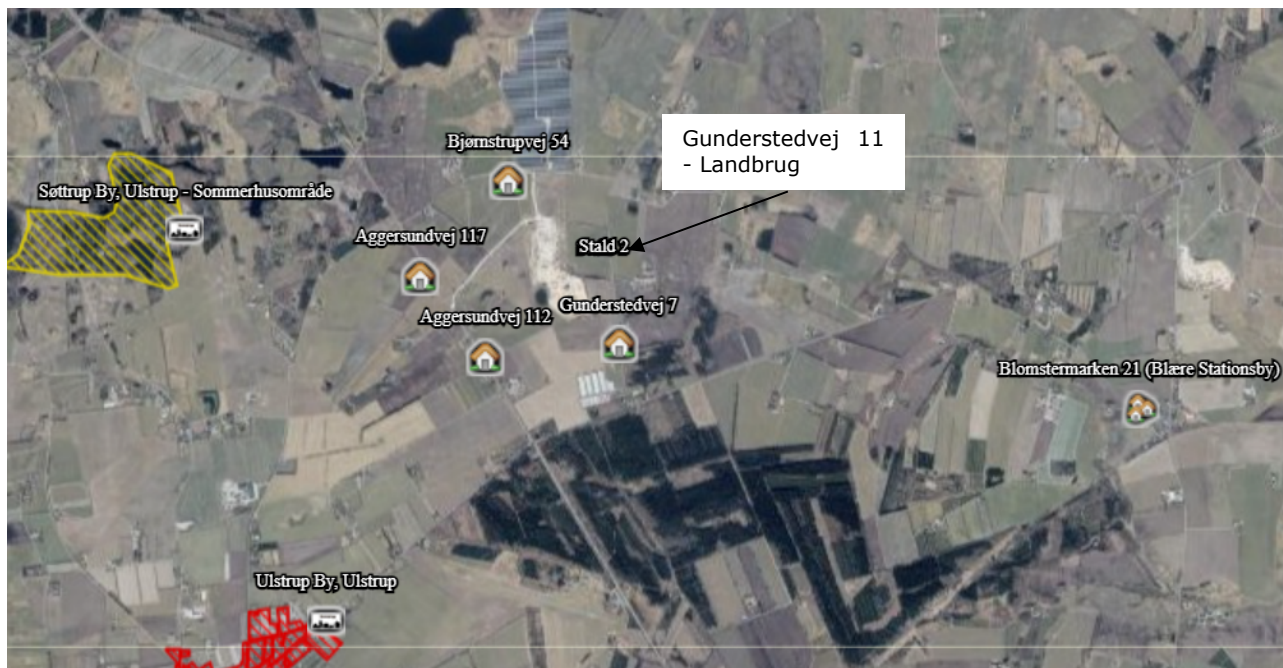 Bjørnstrupvej 54
Gunderstedvej 11
- Landbrug
Søttrup By, Ulstrup - Sommerhusområde
Aggersundvej 117
Stald 2
Aggersundvej 112
Gunderstedvej 7
Blomstermarken 21 (Blære Stationsby)
Ulstrup By, Ulstrup